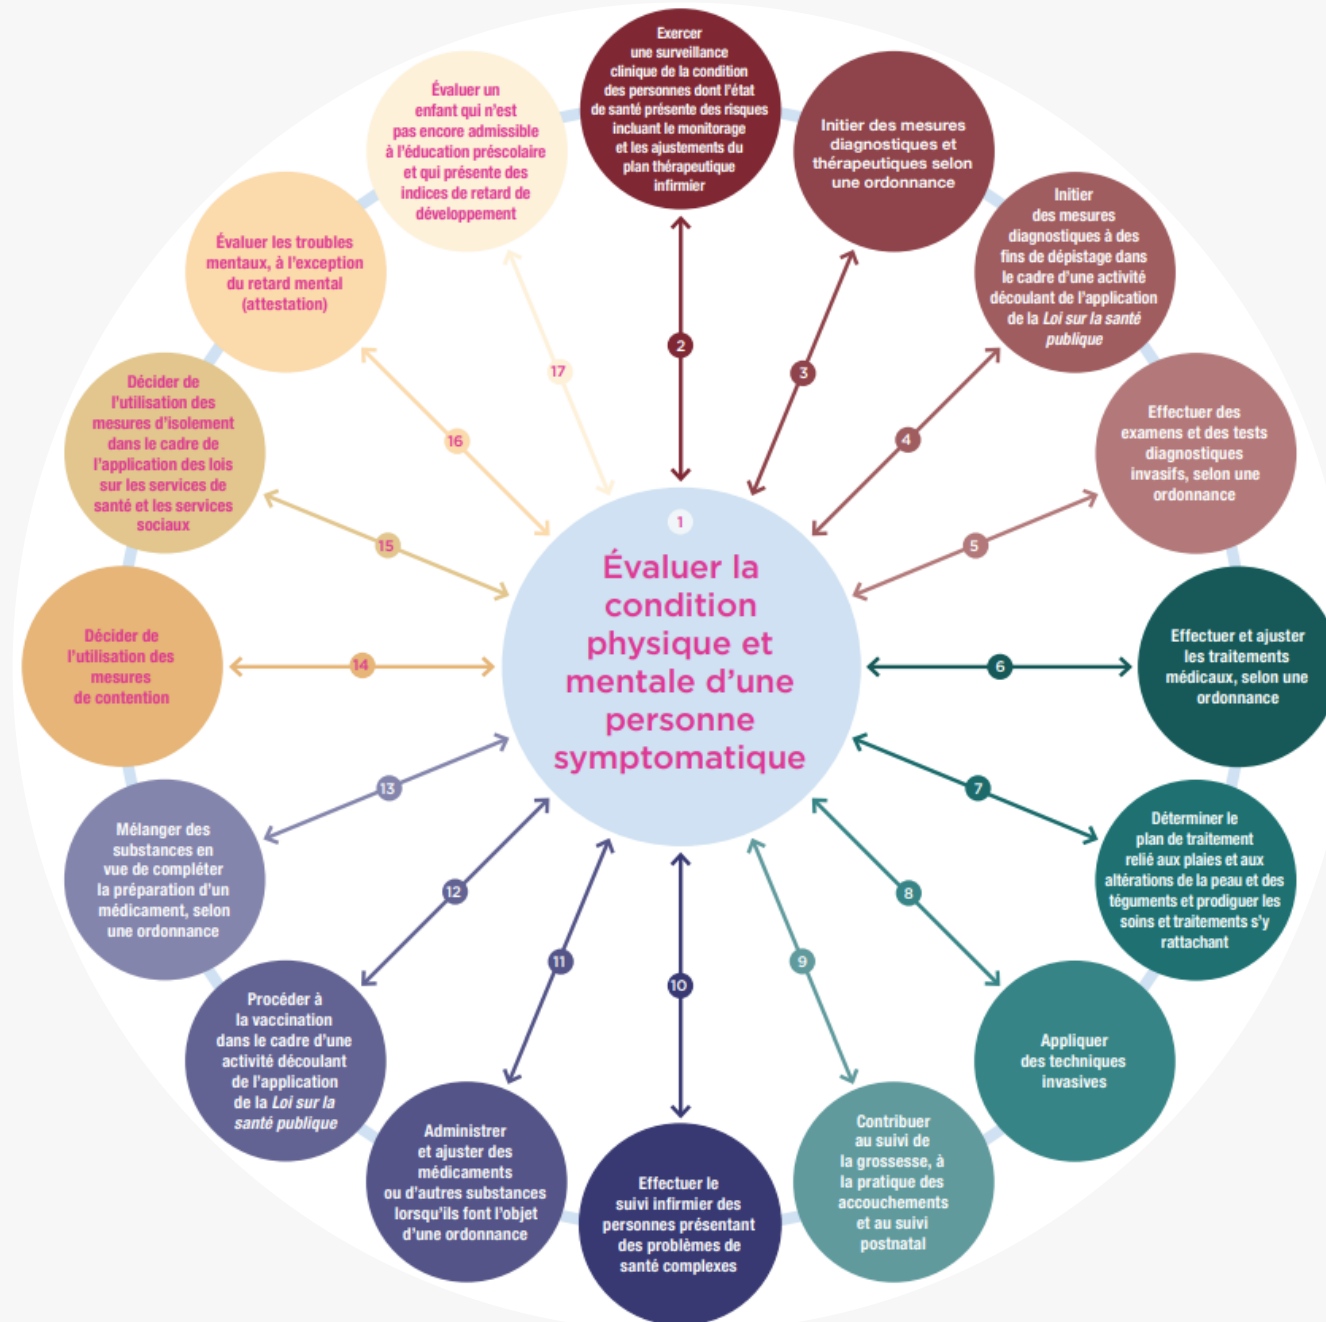 1
Évaluer la
condition
physique et
mentale d'une
personne
symptomatique
2
Exercer
une surveillance
clinique de la condition
des personnes dont l'état
de santé présente des risques
incluant le monitorage
et les ajustements du
plan thérapeutique
infirmier
3
Initier des mesures
diagnostiques et
thérapeutiques selon
une ordonnance
4
Initier
des mesures
diagnostiques à des
fins de dépistage dans
le cadre d'une activité
découlant de l'application
de la Loi sur la santé
publique
5
Effectuer des
examens et des tests
diagnostiques
invasifs, selon une
ordonnance
6
Effectuer et ajuster
les traitements
médicaux, selon une
ordonnance
7
Déterminer le
plan de traitement
relié aux plaies et aux
altérations de la peau et des
téguments et prodiguer les
soins et traitements s'y
rattachant
8
Appliquer
des techniques
invasives
9
Contribuer
au suivi de
la grossesse, à
la pratique des
accouchements
et au suivi
postnatal
10
Effectuer le
suivi infirmier des
personnes présentant
des problèmes de
santé complexes
11
Administrer
et ajuster des
médicaments
ou d'autres substances
lorsqu'ils font l'objet
d'une ordonnance
12
Procéder à
la vaccination
dans le cadre d'une
activité découlant
de l'application
de la Loi sur la
santé publique
13
Mélanger des
substances en
vue de compléter
la préparation d'un
médicament, selon
une ordonnance
14
Décider de
l'utilisation des
mesures
de contention
15
Décider de
l'utilisation des
mesures d'isolement
dans le cadre de
l'application des lois
sur les services de
santé et les services
sociaux
16
Évaluer les troubles
mentaux, à l'exception
du retard mental
(attestation)
17
Évaluer un
enfant qui n'est
pas encore admissible
à l'éducation préscolaire
et qui présente des
indices de retard de
développement